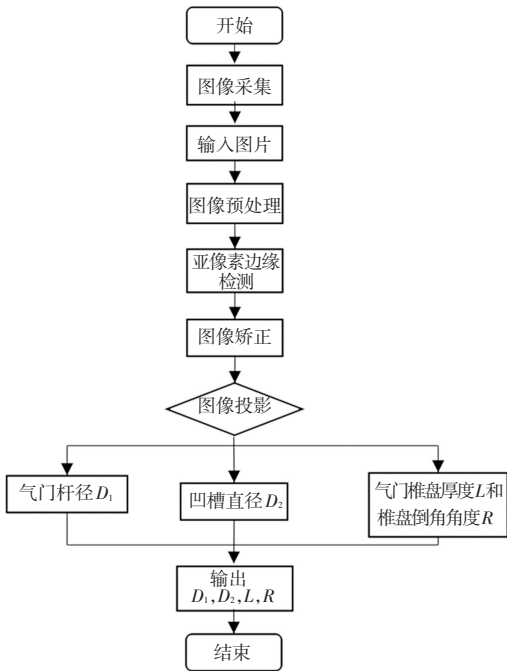 开始
图像采集
输入图片
图像预处理
亚像素边缘
检测
图像矫正
图像投影
气门杆径D₁
凹槽直径D₂
气门椎盘厚度L和
椎盘倒角角度R
输出
D₁,D₂,L,R
结束